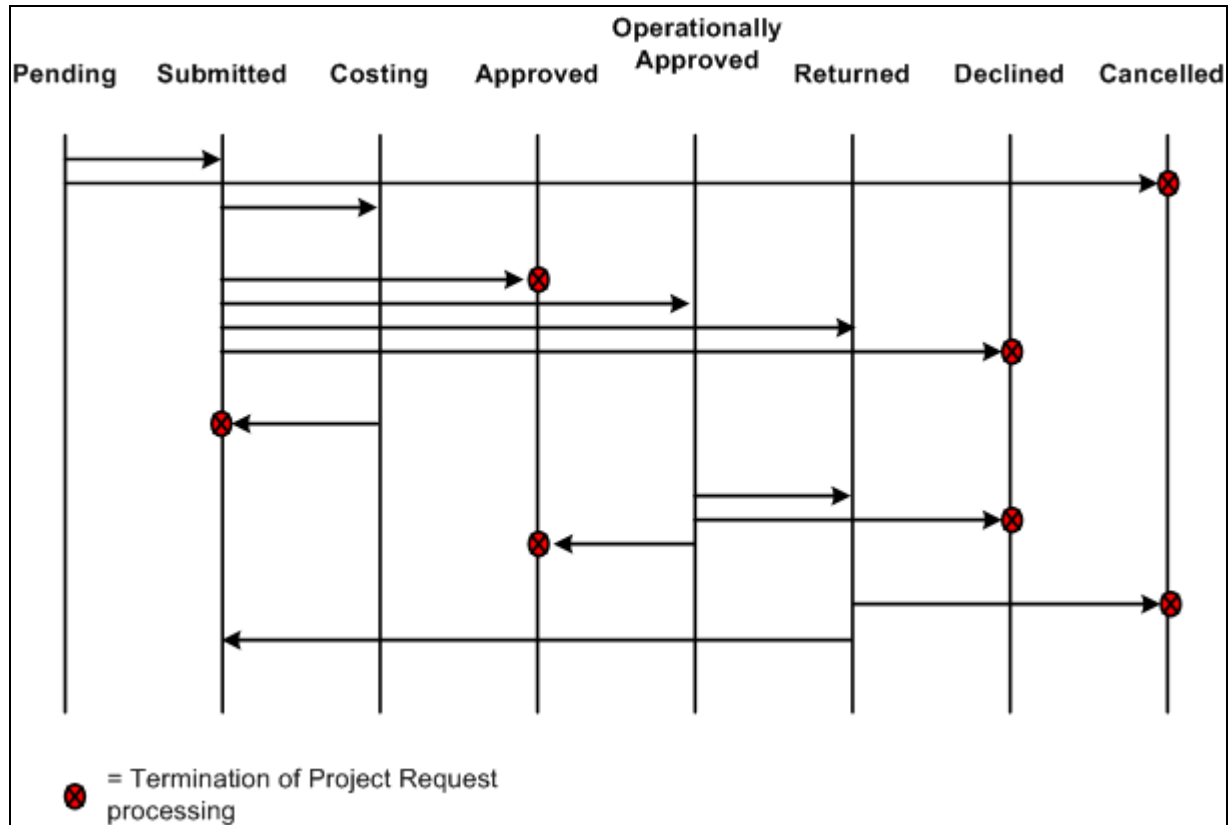 Pending
Submitted
Costing
Approved
Operationally
Approved
Returned
Declined
Cancelled
= Termination of Project Request
processing